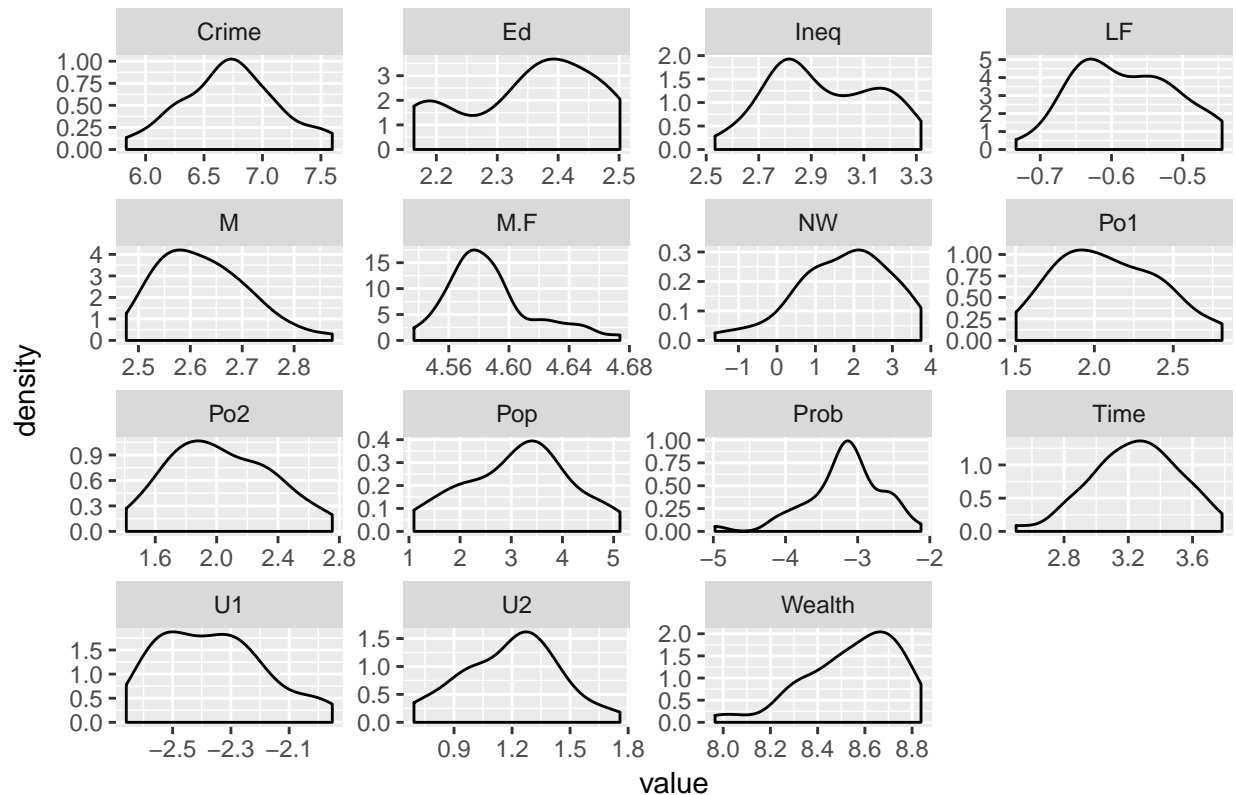 Crime Ed Ineq LF
1.00 0.75 0.50 0.25 0.00
3 2 1 0
2.0 1.5 1.0 0.5 0.0
5 4 3 2 1 0
6.0 6.5 7.0 7.5
2.2 2.3 2.4 2.5
2.5 2.7 2.9 3.1 3.3
−0.7 −0.6 −0.5
M M.F NW Po1
4 3 2 1 0
15 10 5 0
0.3 0.2 0.1 0.0
1.00 0.75 0.50 0.25 0.00
2.5 2.6 2.7 2.8
4.56 4.60 4.64 4.68
−1 0 1 2 3 4
1.5 2.0 2.5
Po2 Pop Prob Time
0.9 0.6 0.3 0.0
0.4 0.3 0.2 0.1 0.0
1.00 0.75 0.50 0.25 0.00
1.0 0.5 0.0
1.6 2.0 2.4 2.8
1 2 3 4 5
−5 −4 −3 −2
2.8 3.2 3.6
U1 U2 Wealth
1.5 1.0 0.5 0.0
1.5 1.0 0.5 0.0
2.0 1.5 1.0 0.5 0.0
−2.5 −2.3 −2.1
0.9 1.2 1.5 1.8
8.0 8.2 8.4 8.6 8.8
density
value